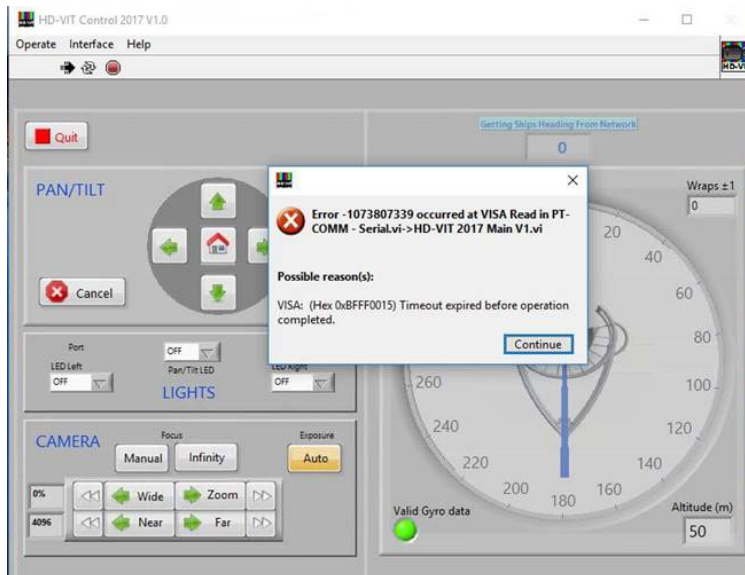 HD-VIT Control 2017 V1.0
Operate Interface Help
HD-V
Quit
Getting Ships Heading From Network
0
PAN/TILT
Cancel
Error -1073807339 occurred at VISA Read in PT-
COMM - Serial.vi->HD-VIT 2017 Main V1.vi
Possible reason(s):
VISA: (Hex 0xBFFF0015) Timeout expired before operation
completed.
Continue
Wraps ±1
0
20
40
60
80
100
120
140
160
180
200
220
240
260
Port
LED Left
OFF
OFF
Pan/Tilt LED
LIGHTS
LED Right
OFF
CAMERA
Focus
Manual Infinity
Exposure
Auto
0% Wide Zoom
4096 Near Far
Valid Gyro data
Altitude (m)
50